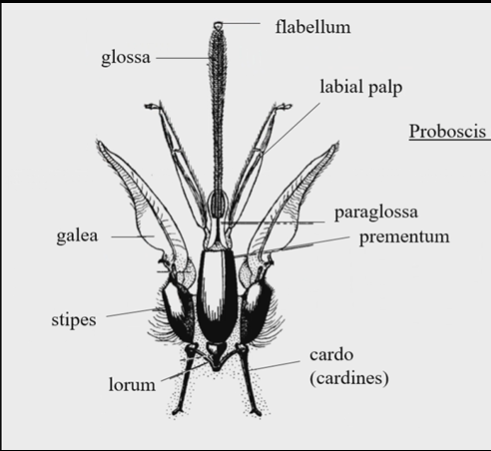 flabellum
glossa
labial palp
Proboscis
paraglossa
galea
prementum
stipes
cardo
(cardines)
lorum